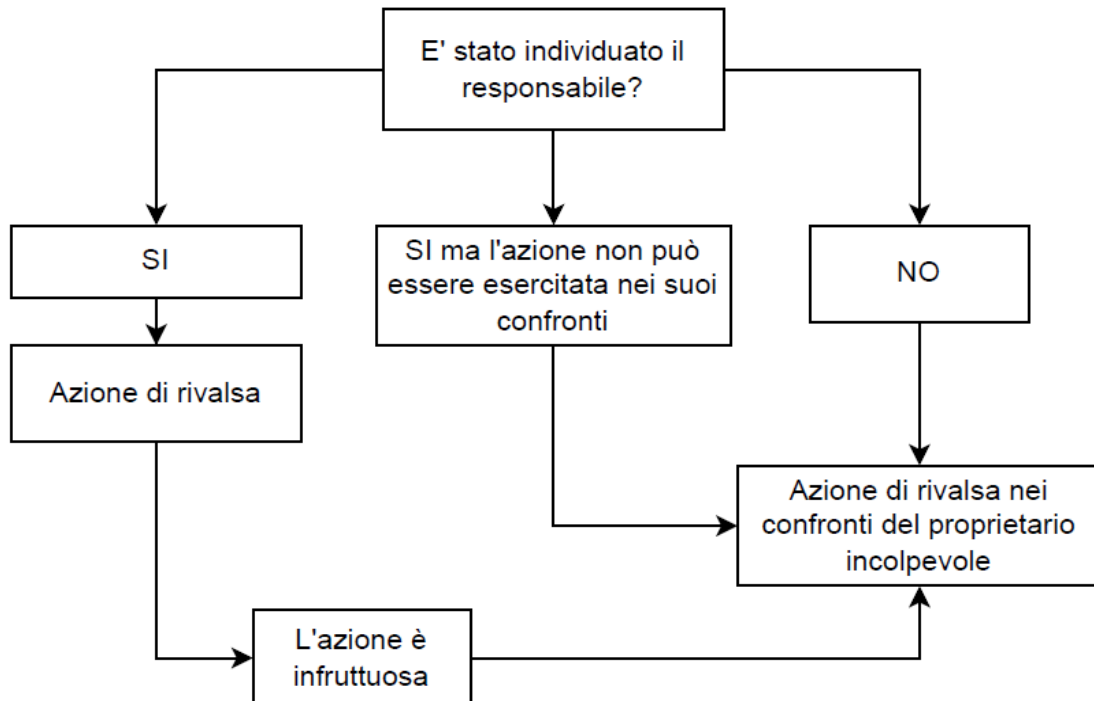 E' stato individuato il
responsabile?
SI
SI ma l'azione non può
essere esercitata nei suoi
confronti
NO
Azione di rivalsa
Azione di rivalsa nei
confronti del proprietario
incolpevole
L'azione è
infruttuosa